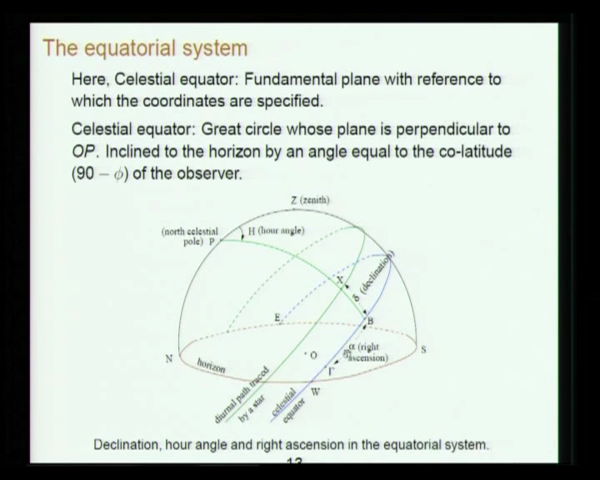 The equatorial system
Here, Celestial equator: Fundamental plane with reference to
which the coordinates are specified.
Celestial equator: Great circle whose plane is perpendicular to
OP. Inclined to the horizon by an angle equal to the co-latitude
(90 − ϕ) of the observer.
Z (zenith)
(north celestial
pole) P
H (hour angle)
X
δ (declination)
E
B
N
S
O
α (right
ascension)
Γ
horizon
W
diurnal path traced
by a star
celestial
equator
Declination, hour angle and right ascension in the equatorial system.